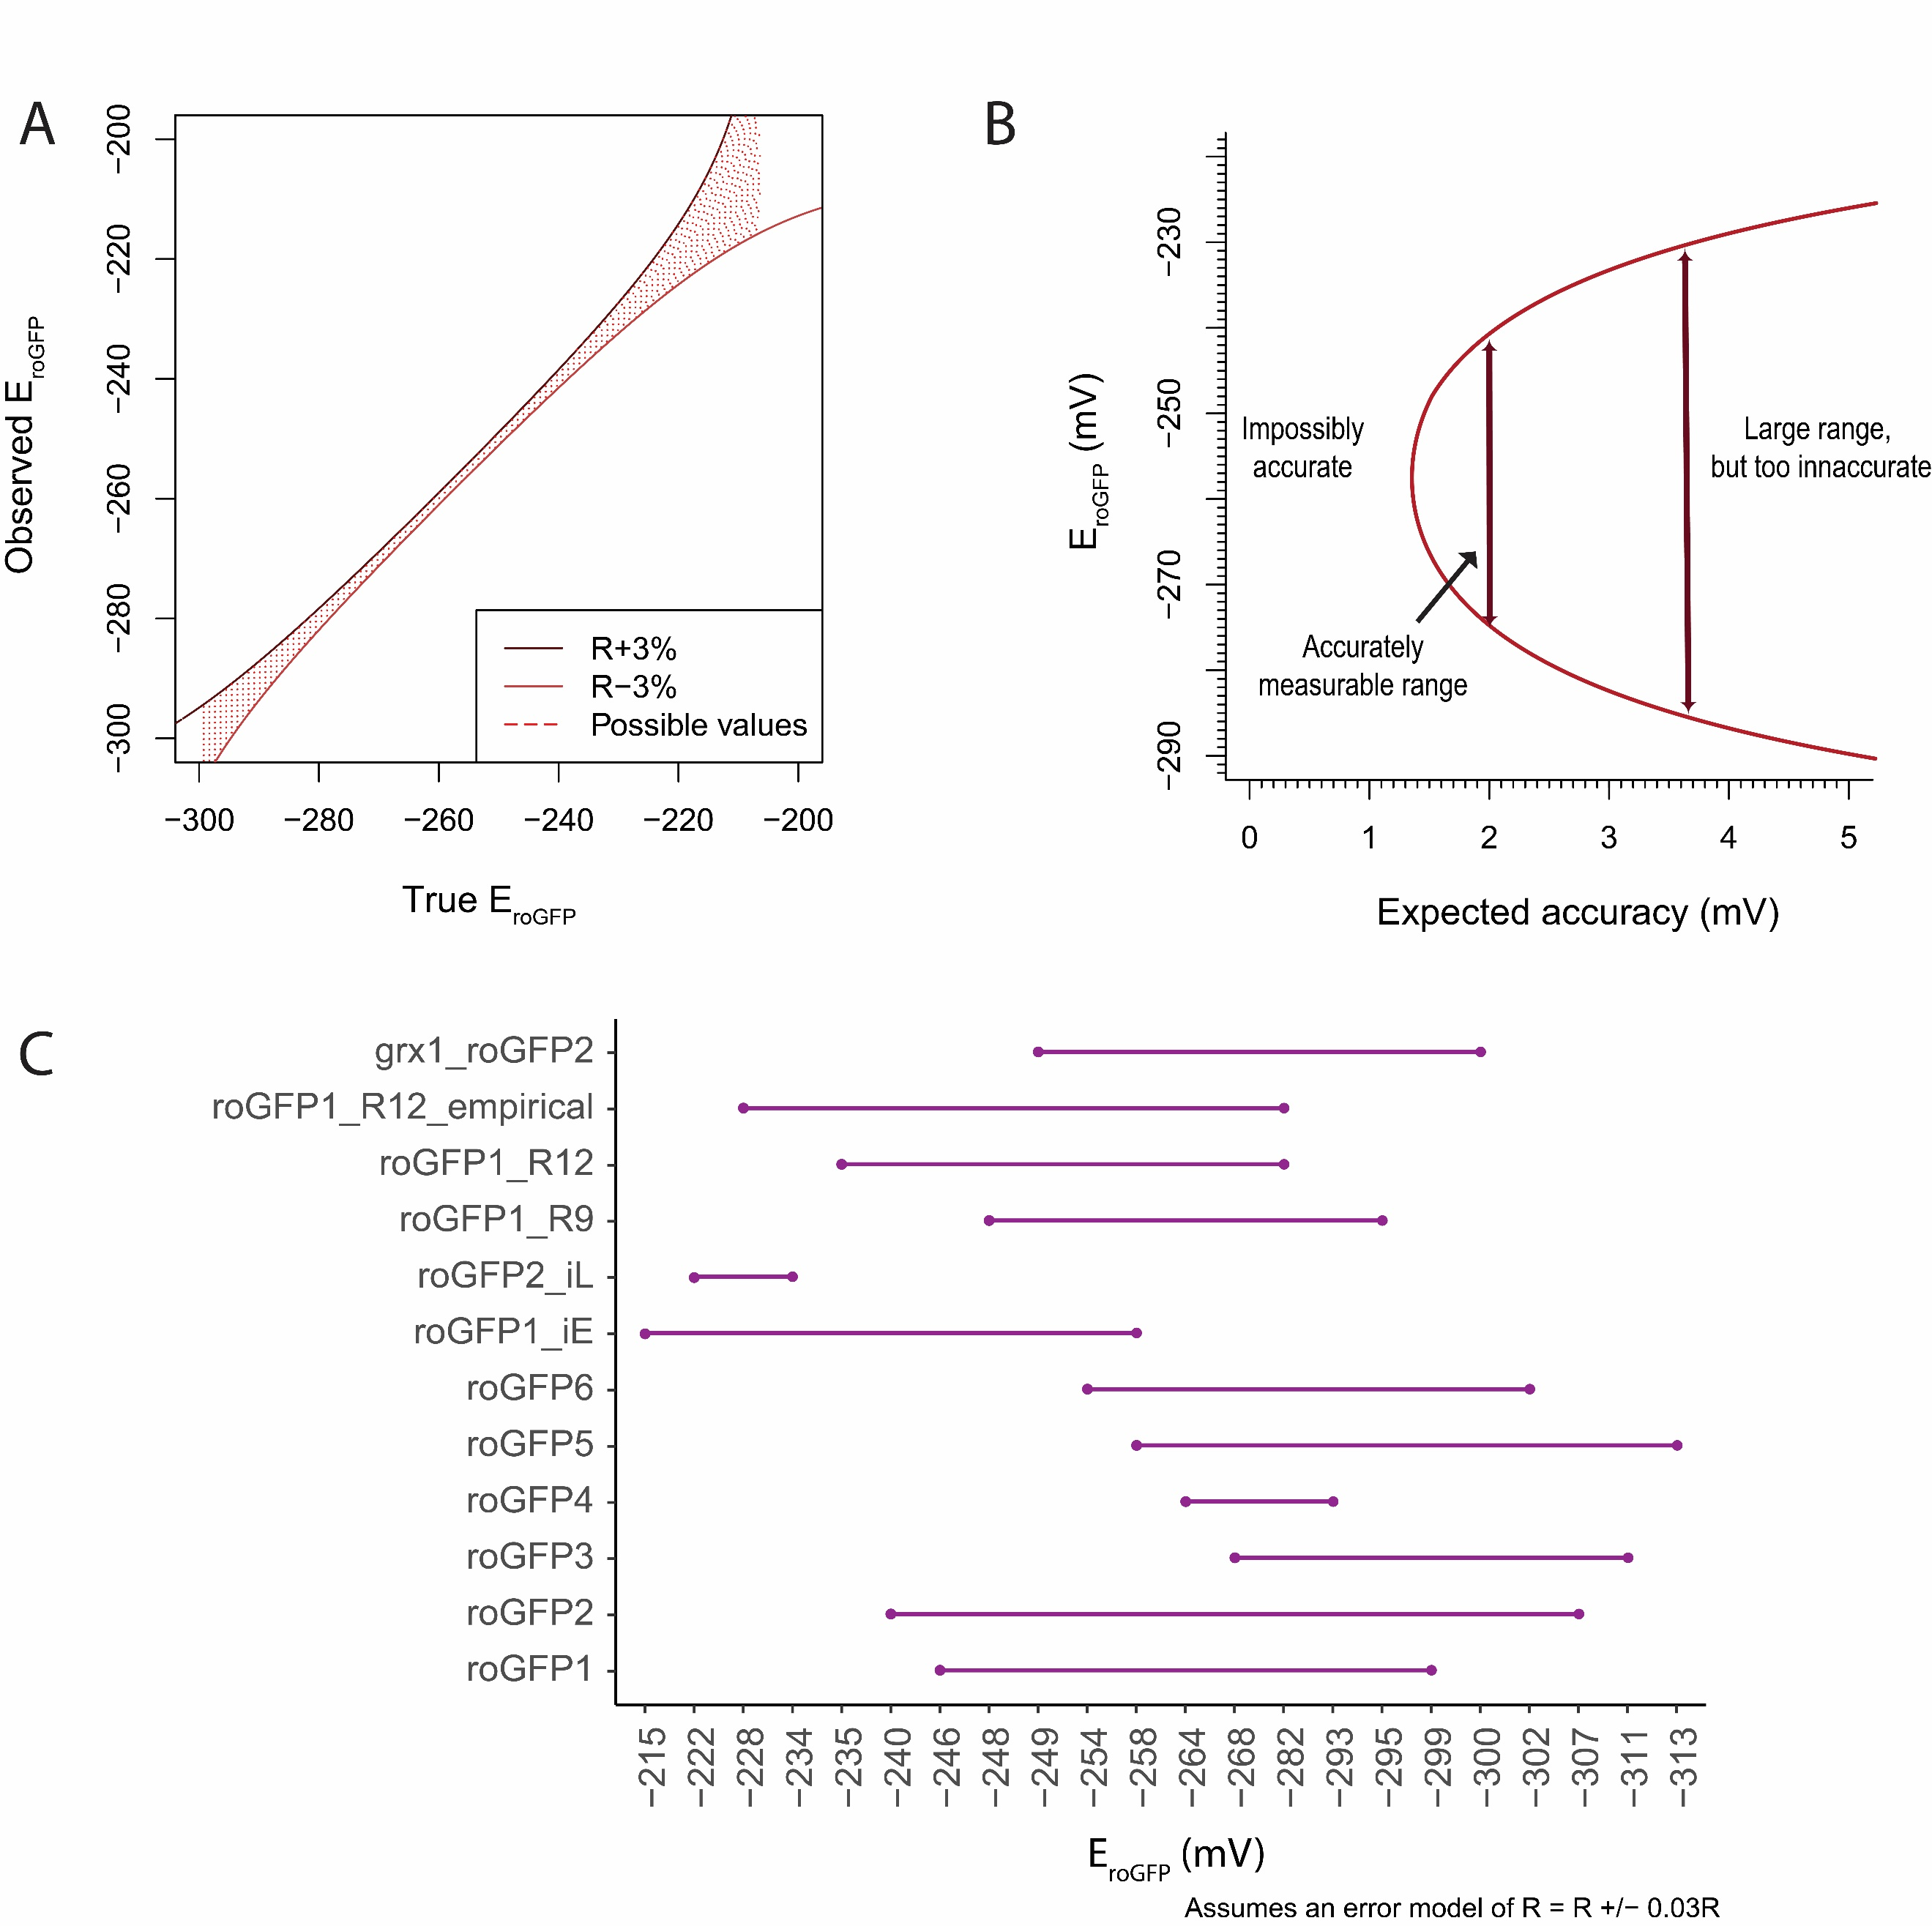 A
Observed E_roGFP
−200
−220
−240
−260
−280
−300
R+3%
R−3%
Possible values
−300 −280 −260 −240 −220 −200
True E_roGFP
B
E_roGFP (mV)
−230
−250
−270
−290
Impossibly
accurate
Large range,
but too innaccurate
Accurately
measurable range
0 1 2 3 4 5
Expected accuracy (mV)
C
grx1_roGFP2
roGFP1_R12_empirical
roGFP1_R12
roGFP1_R9
roGFP2_iL
roGFP1_iE
roGFP6
roGFP5
roGFP4
roGFP3
roGFP2
roGFP1
−215 −222 −228 −234 −235 −240 −246 −248 −249 −254 −258 −264 −268 −282 −293 −295 −299 −300 −302 −307 −311 −313
E_roGFP (mV)
Assumes an error model of R = R +/− 0.03R